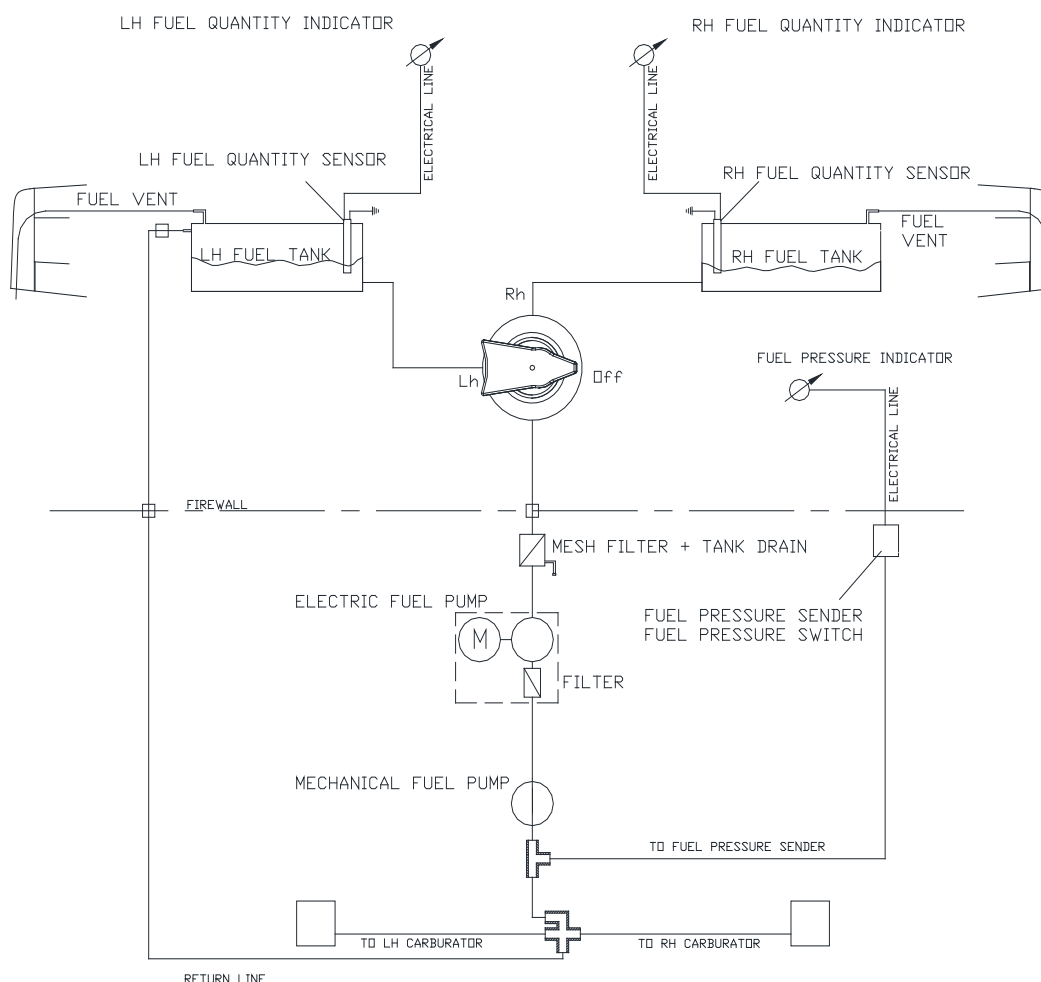 LH FUEL QUANTITY INDICATOR
RH FUEL QUANTITY INDICATOR
ELECTRICAL LINE
ELECTRICAL LINE
LH FUEL QUANTITY SENSOR
RH FUEL QUANTITY SENSOR
FUEL VENT
FUEL
VENT
LH FUEL TANK
RH FUEL TANK
Rh
Lh
Off
FUEL PRESSURE INDICATOR
ELECTRICAL LINE
FIREWALL
MESH FILTER + TANK DRAIN
ELECTRIC FUEL PUMP
M
FUEL PRESSURE SENDER
FUEL PRESSURE SWITCH
FILTER
MECHANICAL FUEL PUMP
TO FUEL PRESSURE SENDER
TO LH CARBURATOR
TO RH CARBURATOR
RETURN LINE